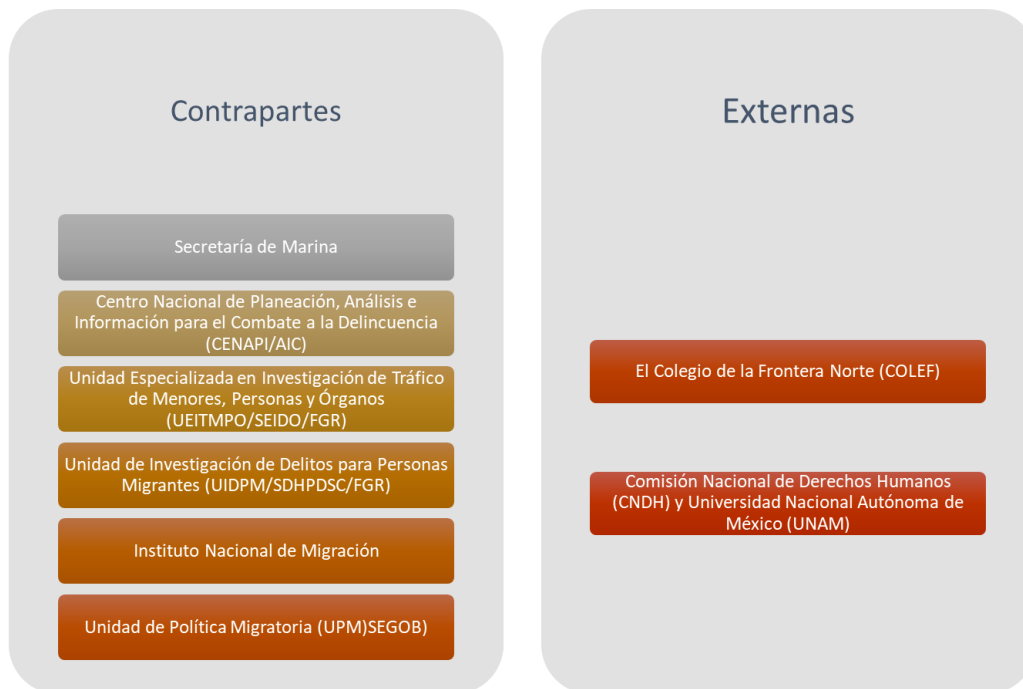 Contrapartes
Secretaría de Marina
Centro Nacional de Planeación, Análisis e
Información para el Combate a la Delincuencia
(CENAPI/AIC)
Unidad Especializada en Investigación de Tráfico
de Menores, Personas y Órganos
(UEITMPO/SEIDO/FGR)
Unidad de Investigación de Delitos para Personas
Migrantes (UIDPM/SDHPDSC/FGR)
Instituto Nacional de Migración
Unidad de Política Migratoria (UPM)SEGOB)
Externas
El Colegio de la Frontera Norte (COLEF)
Comisión Nacional de Derechos Humanos
(CNDH) y Universidad Nacional Autónoma de
México (UNAM)